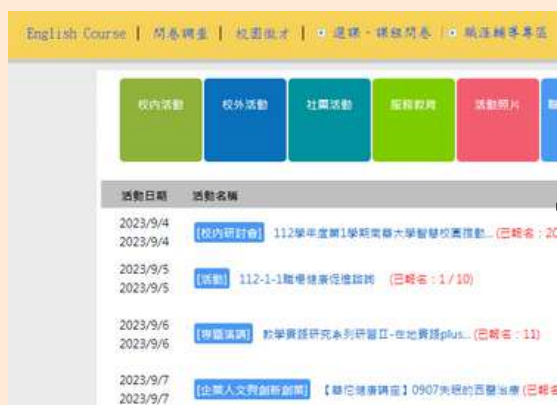 English Course | 問卷調查 | 校園徵才 | 選課・課程問卷 | 職涯輔導專區
校內活動 校外活動 社團活動 服務教育 活動照片
活動日期 活動名稱
2023/9/4
2023/9/4
[校內研討會] 112學年度第1學期南華大學智慧校園推動... (已報名：20
2023/9/5
2023/9/5
[活動] 112-1-1職場健康促進諮詢 (已報名：1 / 10)
2023/9/6
2023/9/6
[專題演講] 教學實踐研究系列研習II-在地實踐plus... (已報名：11)
2023/9/7
2023/9/7
[企業人文與創新創業] 【華佗健康講座】0907失眠的西醫治療 (已報名